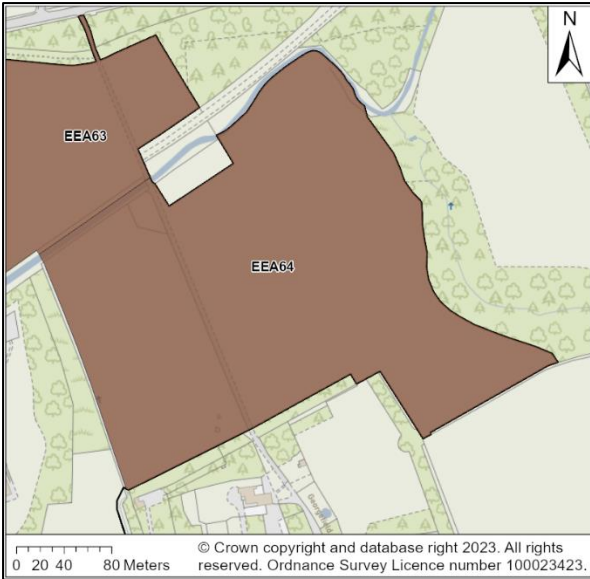 N
EEA63
EEA64
0 20 40 80 Meters
© Crown copyright and database right 2023. All rights
reserved. Ordnance Survey Licence number 100023423.